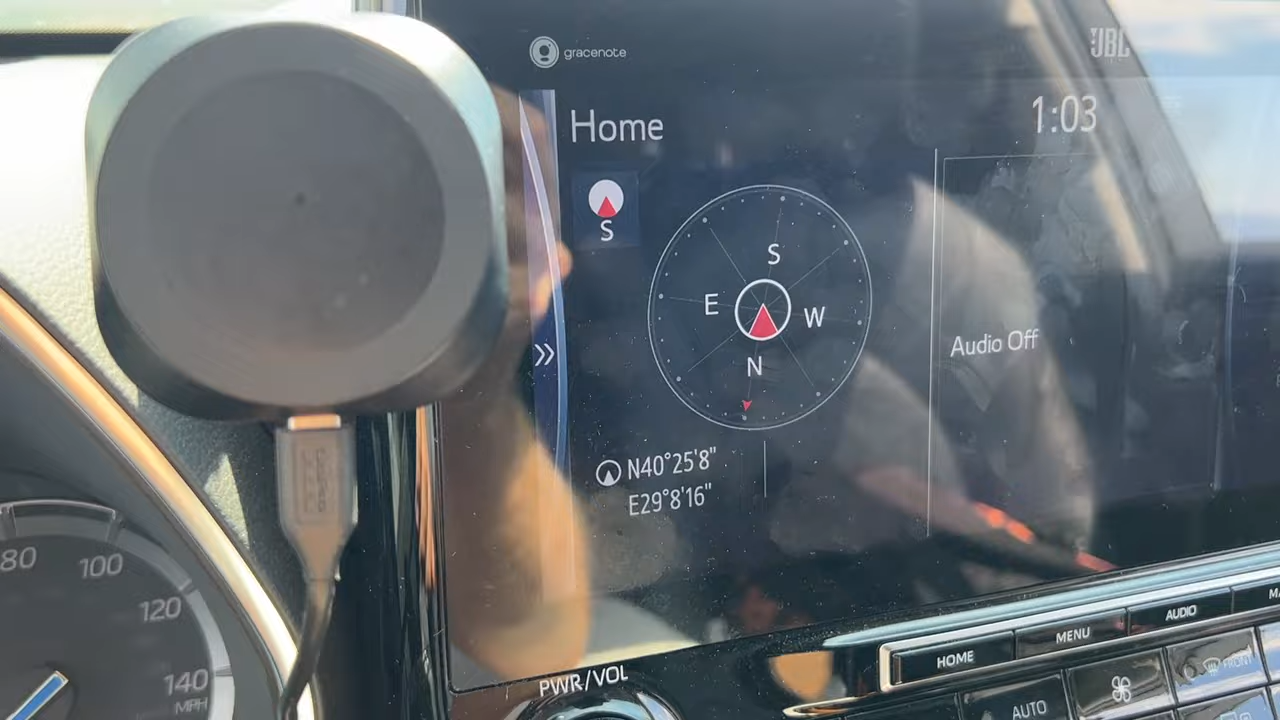 gracenote
JBL
Home
1:03
S
S
E
W
N
Audio Off
N40°25'8"
E29°8'16"
80
100
120
140
MPH
PWR/VOL
HOME
MENU
AUDIO
AUTO
FRONT